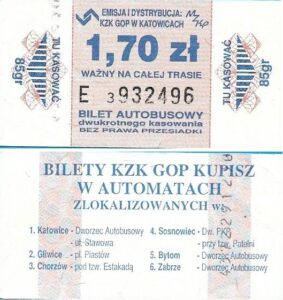 EMISJA I DYSTRYBUCJA:
KZK GOP W KATOWICACH
1,70 zł
WAŻNY NA CAŁEJ TRASIE
E 3932496
BILET AUTOBUSOWY
dwukrotnego kasowania
BEZ PRAWA PRZESIADKI
TU KASOWAĆ
85gr
TU KASOWAĆ
85gr
BILETY KZK GOP KUPISZ
W AUTOMATACH
ZLOKALIZOWANYCH w:
1. Katowice - Dworzec Autobusowy
ul. Stawowa
2. Gliwice - pl. Piastów
3. Chorzów - pod tzw. Estakadą
4. Sosnowiec - Dw. PKP
przy tzw. Patelni
5. Bytom - Dworzec Autobusowy
6. Zabrze - Dworzec Autobusowy